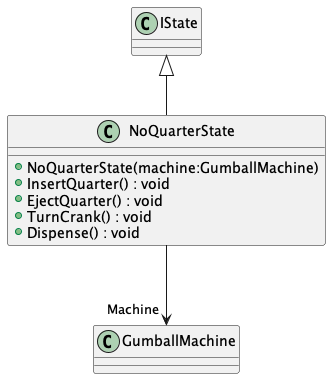 C IState
C NoQuarterState
NoQuarterState(machine:GumballMachine)
InsertQuarter() : void
EjectQuarter() : void
TurnCrank() : void
Dispense() : void
Machine
C GumballMachine